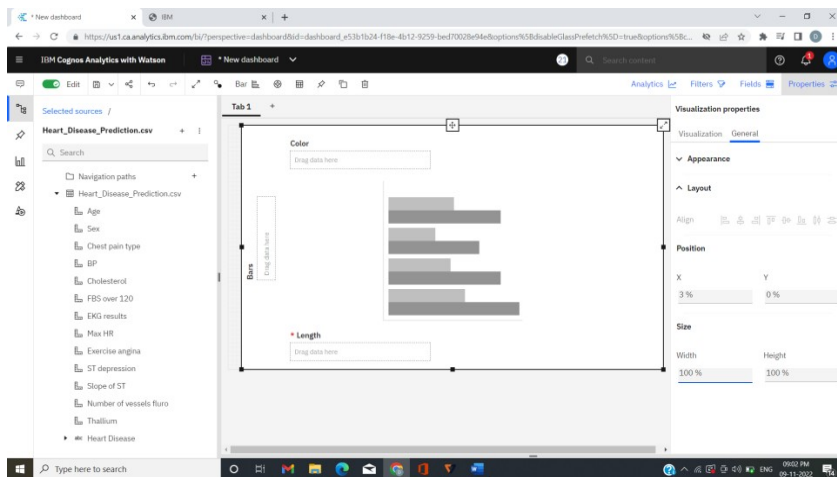 * New dashboard
IBM
https://us1.ca.analytics.ibm.com/bi/?perspective=dashboard&id=dashboard_e53b1b24-f18e-4b12-9259-bed70028e94e&options%5BdisableGlassPrefetch%5D=true&options%5Bc...
IBM Cognos Analytics with Watson
* New dashboard
23
Search content
Edit
Bar
Analytics
Filters
Fields
Properties
Selected sources /
Heart_Disease_Prediction.csv
Search
Navigation paths
Heart_Disease_Prediction.csv
Age
Sex
Chest pain type
BP
Cholesterol
FBS over 120
EKG results
Max HR
Exercise angina
ST depression
Slope of ST
Number of vessels fluro
Thallium
abc Heart Disease
Tab 1
Color
Drag data here
Bars
Drag data here
* Length
Drag data here
Visualization properties
Visualization General
Appearance
Layout
Align
Position
X Y
3 % 0 %
Size
Width Height
100 % 100 %
Type here to search
ENG
09:02 PM
09-11-2022